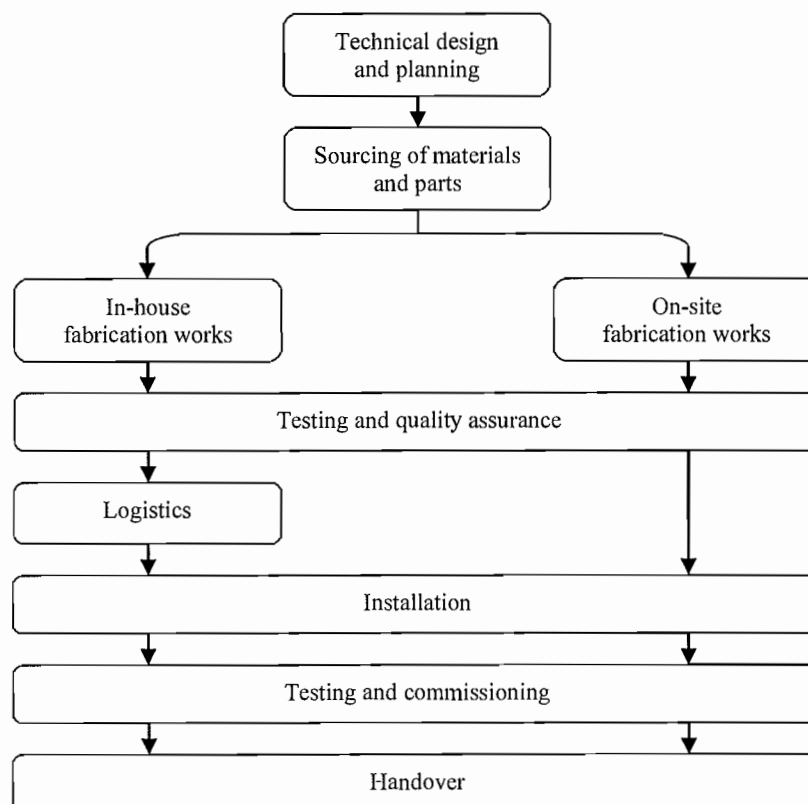 Technical design
and planning
Sourcing of materials
and parts
In-house
fabrication works
On-site
fabrication works
Testing and quality assurance
Logistics
Installation
Testing and commissioning
Handover